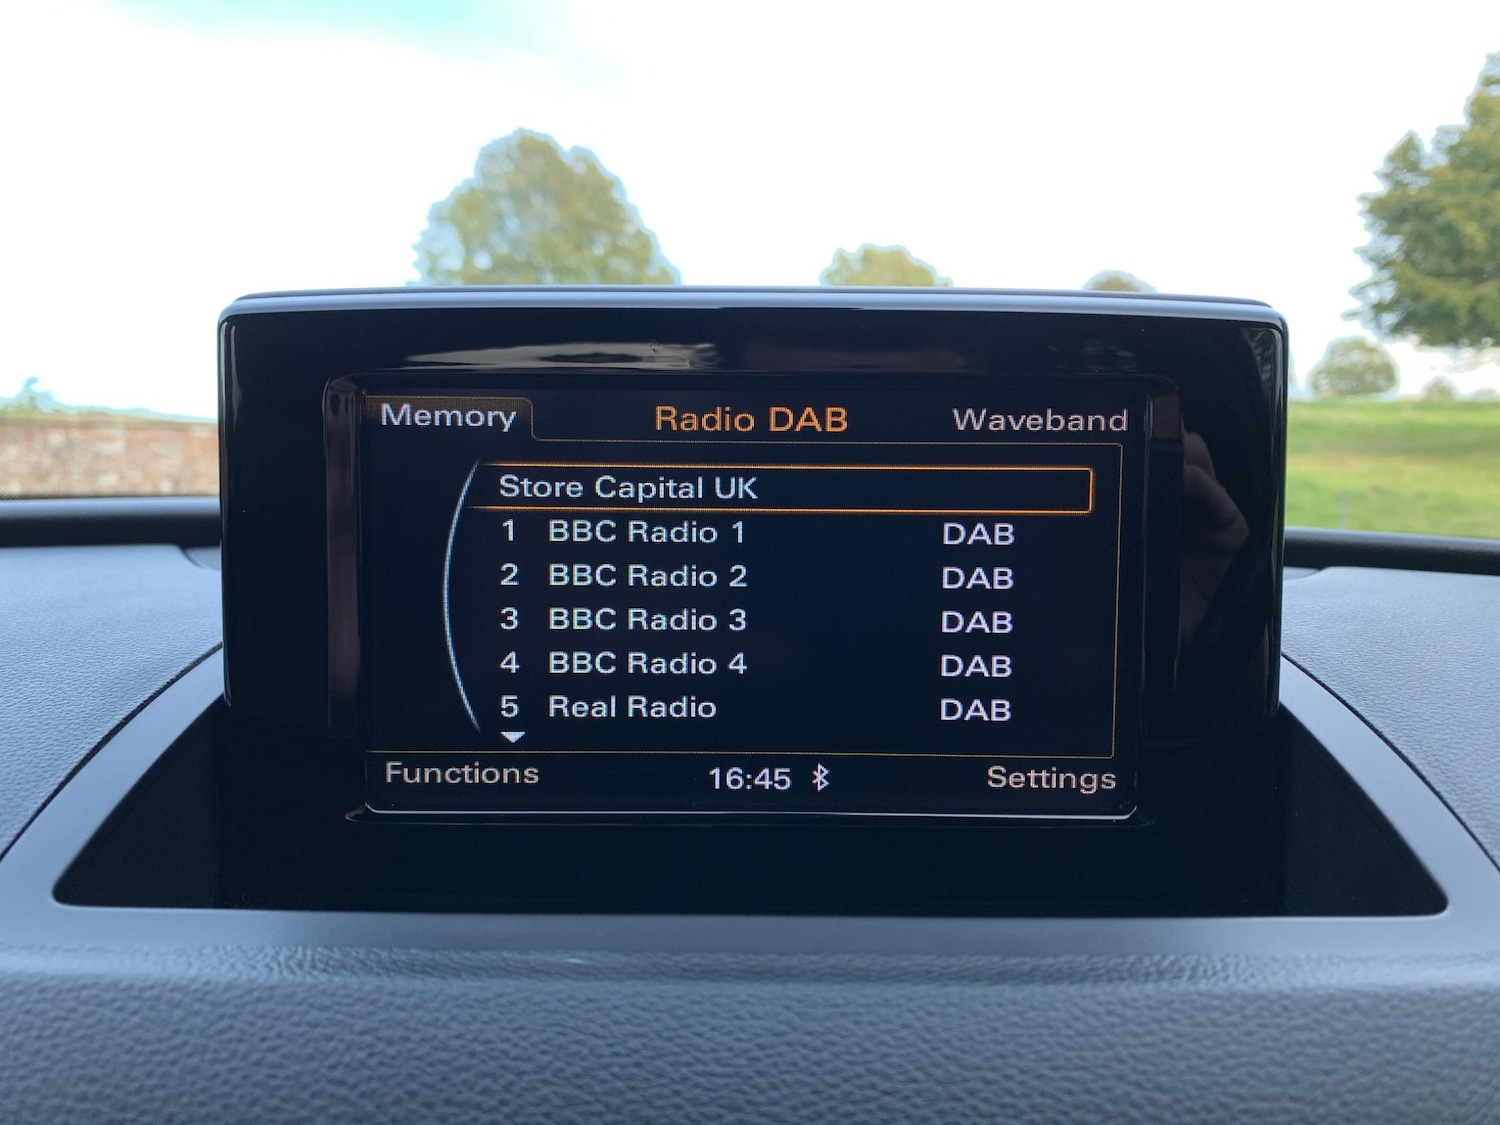 Memory Radio DAB Waveband
Store Capital UK
1 BBC Radio 1 DAB
2 BBC Radio 2 DAB
3 BBC Radio 3 DAB
4 BBC Radio 4 DAB
5 Real Radio DAB
Functions 16:45 Settings